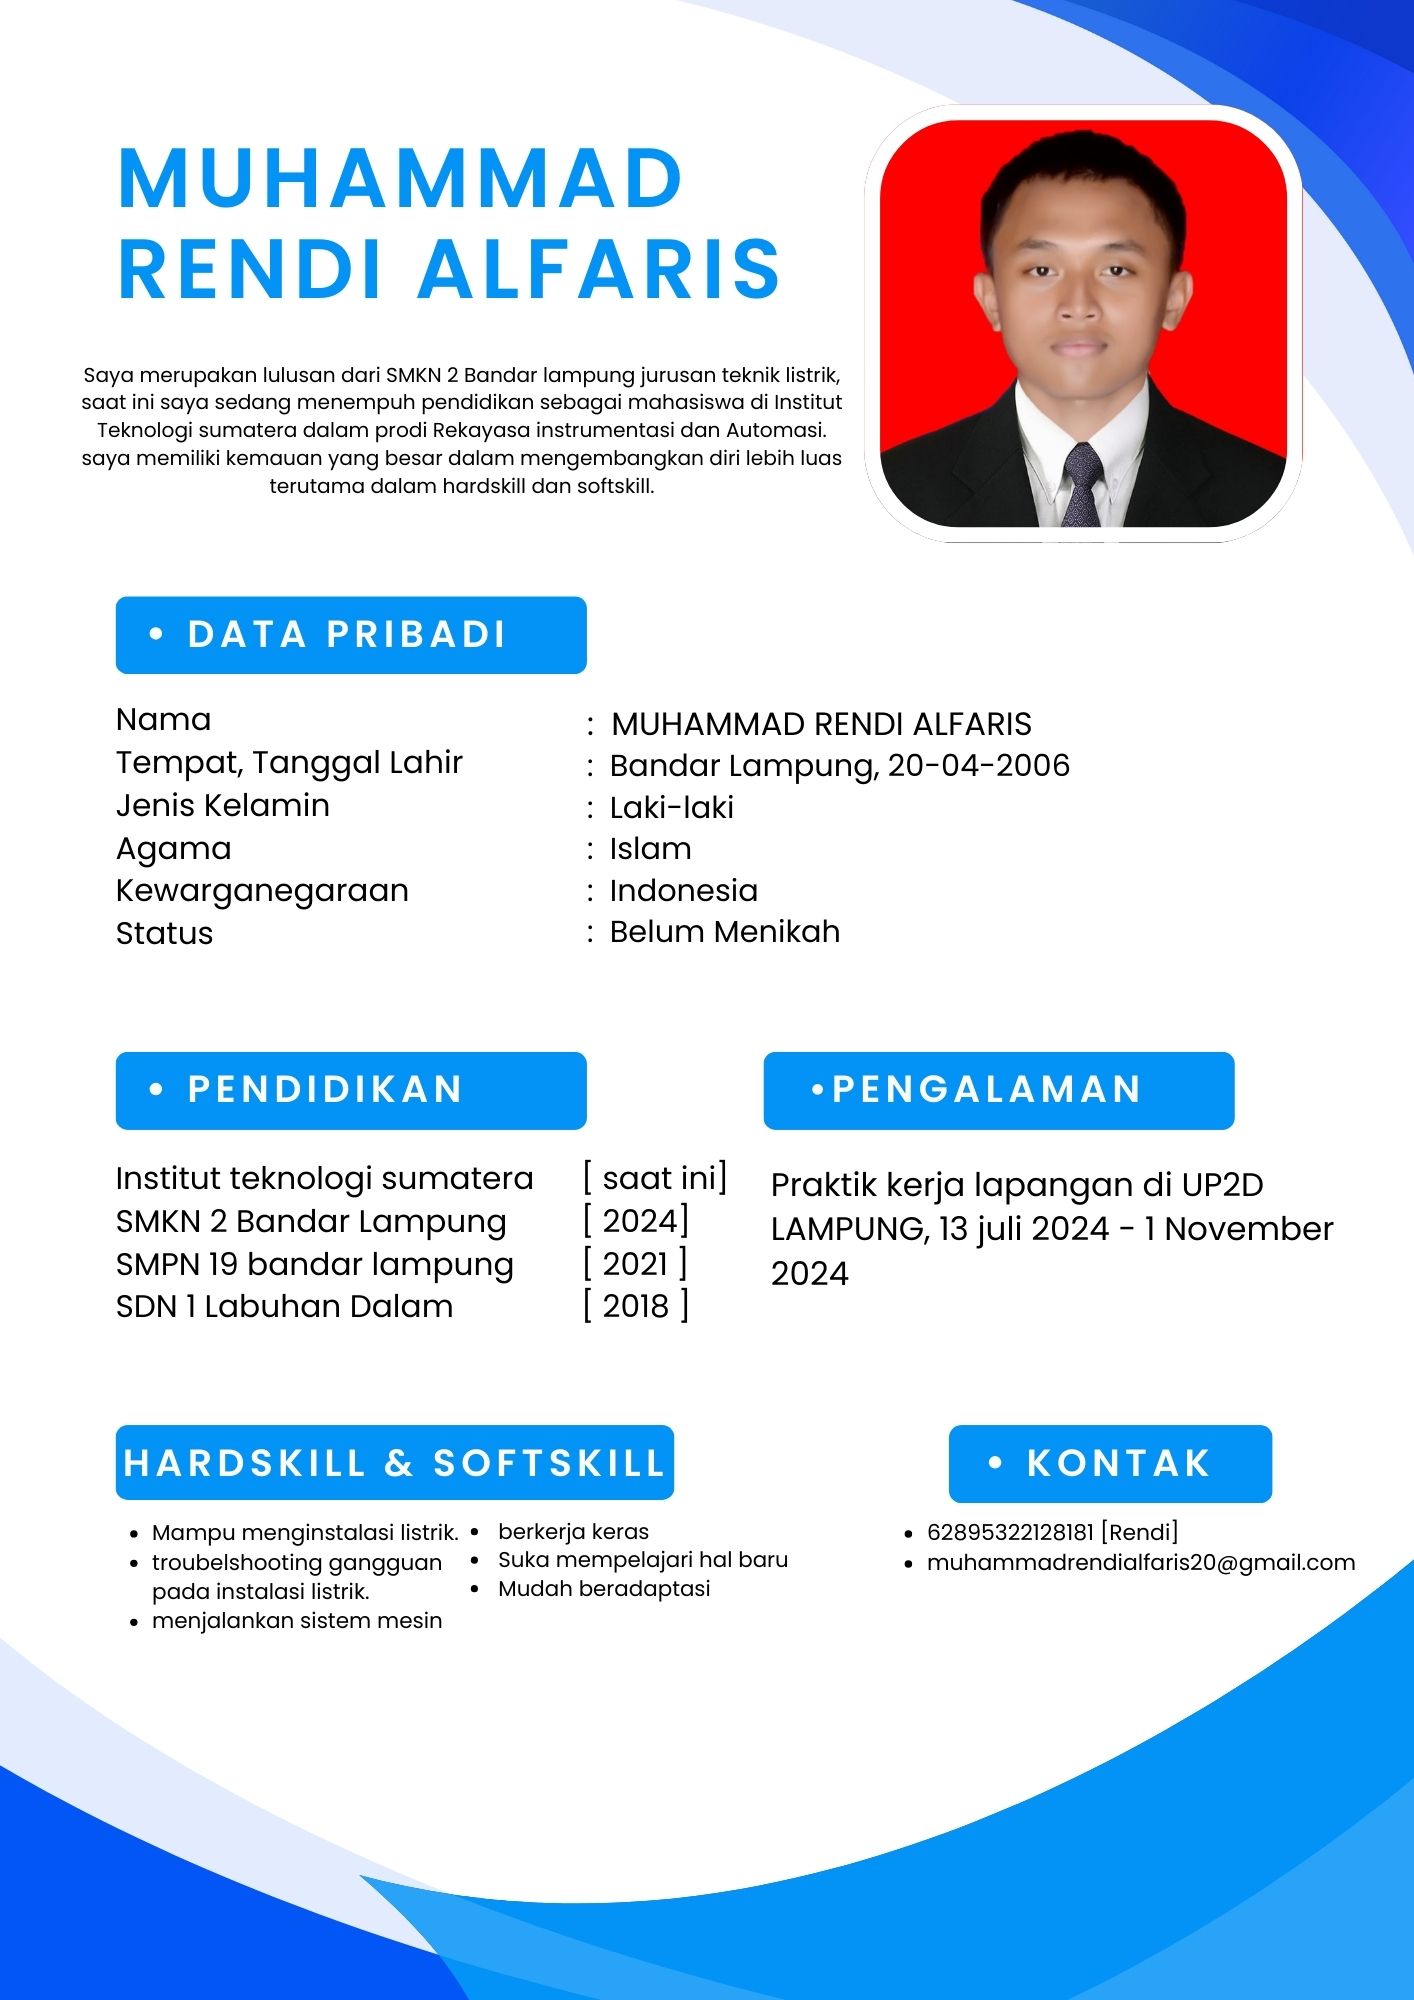 MUHAMMAD
RENDI ALFARIS
Saya merupakan lulusan dari SMKN 2 Bandar lampung jurusan teknik listrik,
saat ini saya sedang menempuh pendidikan sebagai mahasiswa di Institut
Teknologi sumatera dalam prodi Rekayasa instrumentasi dan Automasi.
saya memiliki kemauan yang besar dalam mengembangkan diri lebih luas
terutama dalam hardskill dan softskill.
• DATA PRIBADI
Nama : MUHAMMAD RENDI ALFARIS
Tempat, Tanggal Lahir : Bandar Lampung, 20-04-2006
Jenis Kelamin : Laki-laki
Agama : Islam
Kewarganegaraan : Indonesia
Status : Belum Menikah
• PENDIDIKAN
Institut teknologi sumatera [ saat ini]
SMKN 2 Bandar Lampung [ 2024]
SMPN 19 bandar lampung [ 2021 ]
SDN 1 Labuhan Dalam [ 2018 ]
•PENGALAMAN
Praktik kerja lapangan di UP2D
LAMPUNG, 13 juli 2024 - 1 November
2024
HARDSKILL & SOFTSKILL
• Mampu menginstalasi listrik.
• troubelshooting gangguan
pada instalasi listrik.
• menjalankan sistem mesin
• berkerja keras
• Suka mempelajari hal baru
• Mudah beradaptasi
• KONTAK
• 62895322128181 [Rendi]
• muhammadrendialfaris20@gmail.com